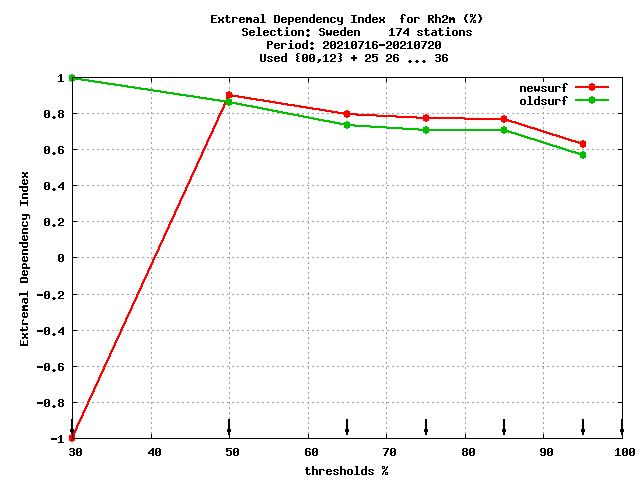 Extremal Dependency Index  for Rh2m (%)
Selection: Sweden    174 stations
Period: 20210716-20210720
Used {00,12} + 25 26 ... 36
newsurf
oldsurf
Extremal Dependency Index
1
0.8
0.6
0.4
0.2
0
-0.2
-0.4
-0.6
-0.8
-1
30 40 50 60 70 80 90 100
thresholds %